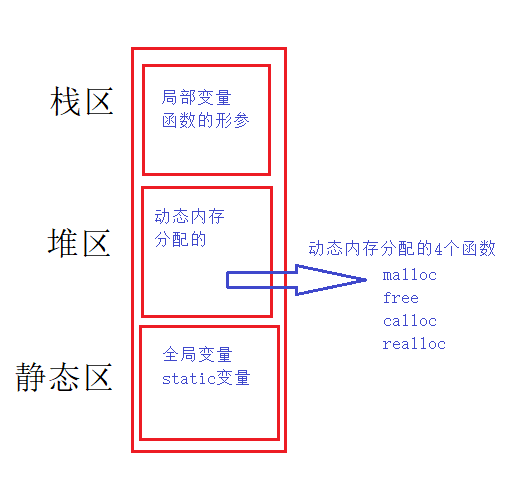 栈区
局部变量
函数的形参
堆区
动态内存
分配的
动态内存分配的4个函数
malloc
free
calloc
realloc
静态区
全局变量
static变量